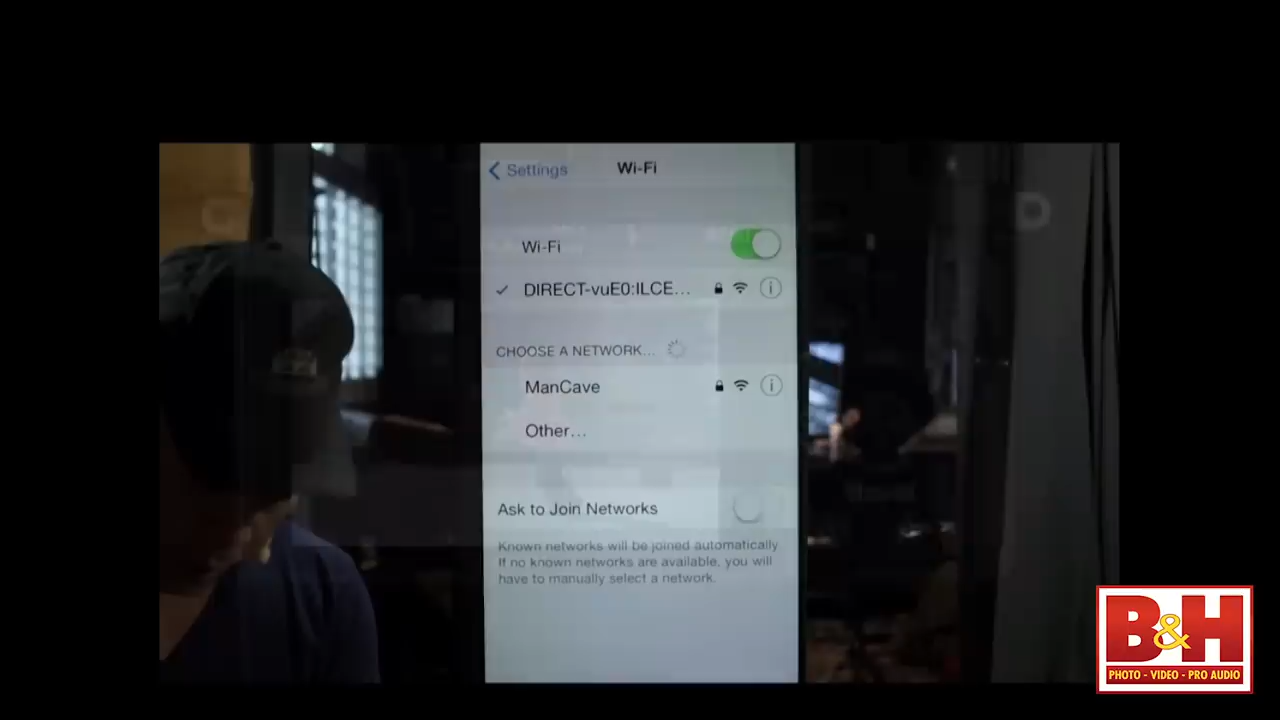 Settings
Wi-Fi
Wi-Fi
DIRECT-vuE0:ILCE...
CHOOSE A NETWORK...
ManCave
Other...
Ask to Join Networks
Known networks will be joined automatically
If no known networks are available, you will
have to manually select a network.
B&H
PHOTO - VIDEO - PRO AUDIO